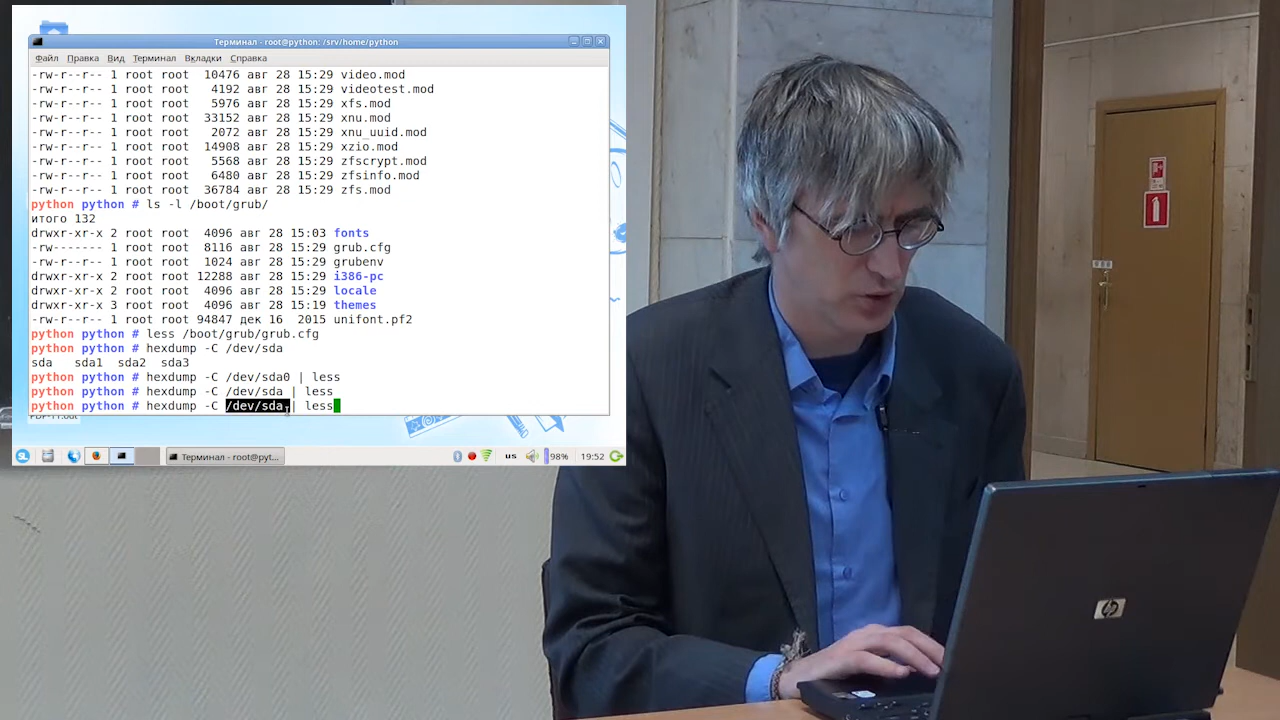 Терминал - root@python: /srv/home/python
Файл Правка Вид Терминал Вкладки Справка
-rw-r--r-- 1 root root 10476 авг 28 15:29 video.mod
-rw-r--r-- 1 root root 4192 авг 28 15:29 videotest.mod
-rw-r--r-- 1 root root 5976 авг 28 15:29 xfs.mod
-rw-r--r-- 1 root root 33152 авг 28 15:29 xnu.mod
-rw-r--r-- 1 root root 2072 авг 28 15:29 xnu_uuid.mod
-rw-r--r-- 1 root root 14908 авг 28 15:29 xzio.mod
-rw-r--r-- 1 root root 5568 авг 28 15:29 zfscrypt.mod
-rw-r--r-- 1 root root 6480 авг 28 15:29 zfsinfo.mod
-rw-r--r-- 1 root root 36784 авг 28 15:29 zfs.mod
python python # ls -l /boot/grub/
итого 132
drwxr-xr-x 2 root root 4096 авг 28 15:03 fonts
-rw------- 1 root root 8116 авг 28 15:29 grub.cfg
-rw-r--r-- 1 root root 1024 авг 28 15:29 grubenv
drwxr-xr-x 2 root root 12288 авг 28 15:29 i386-pc
drwxr-xr-x 2 root root 4096 авг 28 15:29 locale
drwxr-xr-x 3 root root 4096 авг 28 15:19 themes
-rw-r--r-- 1 root root 94847 дек 16 2015 unifont.pf2
python python # less /boot/grub/grub.cfg
python python # hexdump -C /dev/sda
sda sda1 sda2 sda3
python python # hexdump -C /dev/sda0 | less
python python # hexdump -C /dev/sda | less
python python # hexdump -C /dev/sda | less
Терминал - root@pyt...
us
98%
19:52
hp